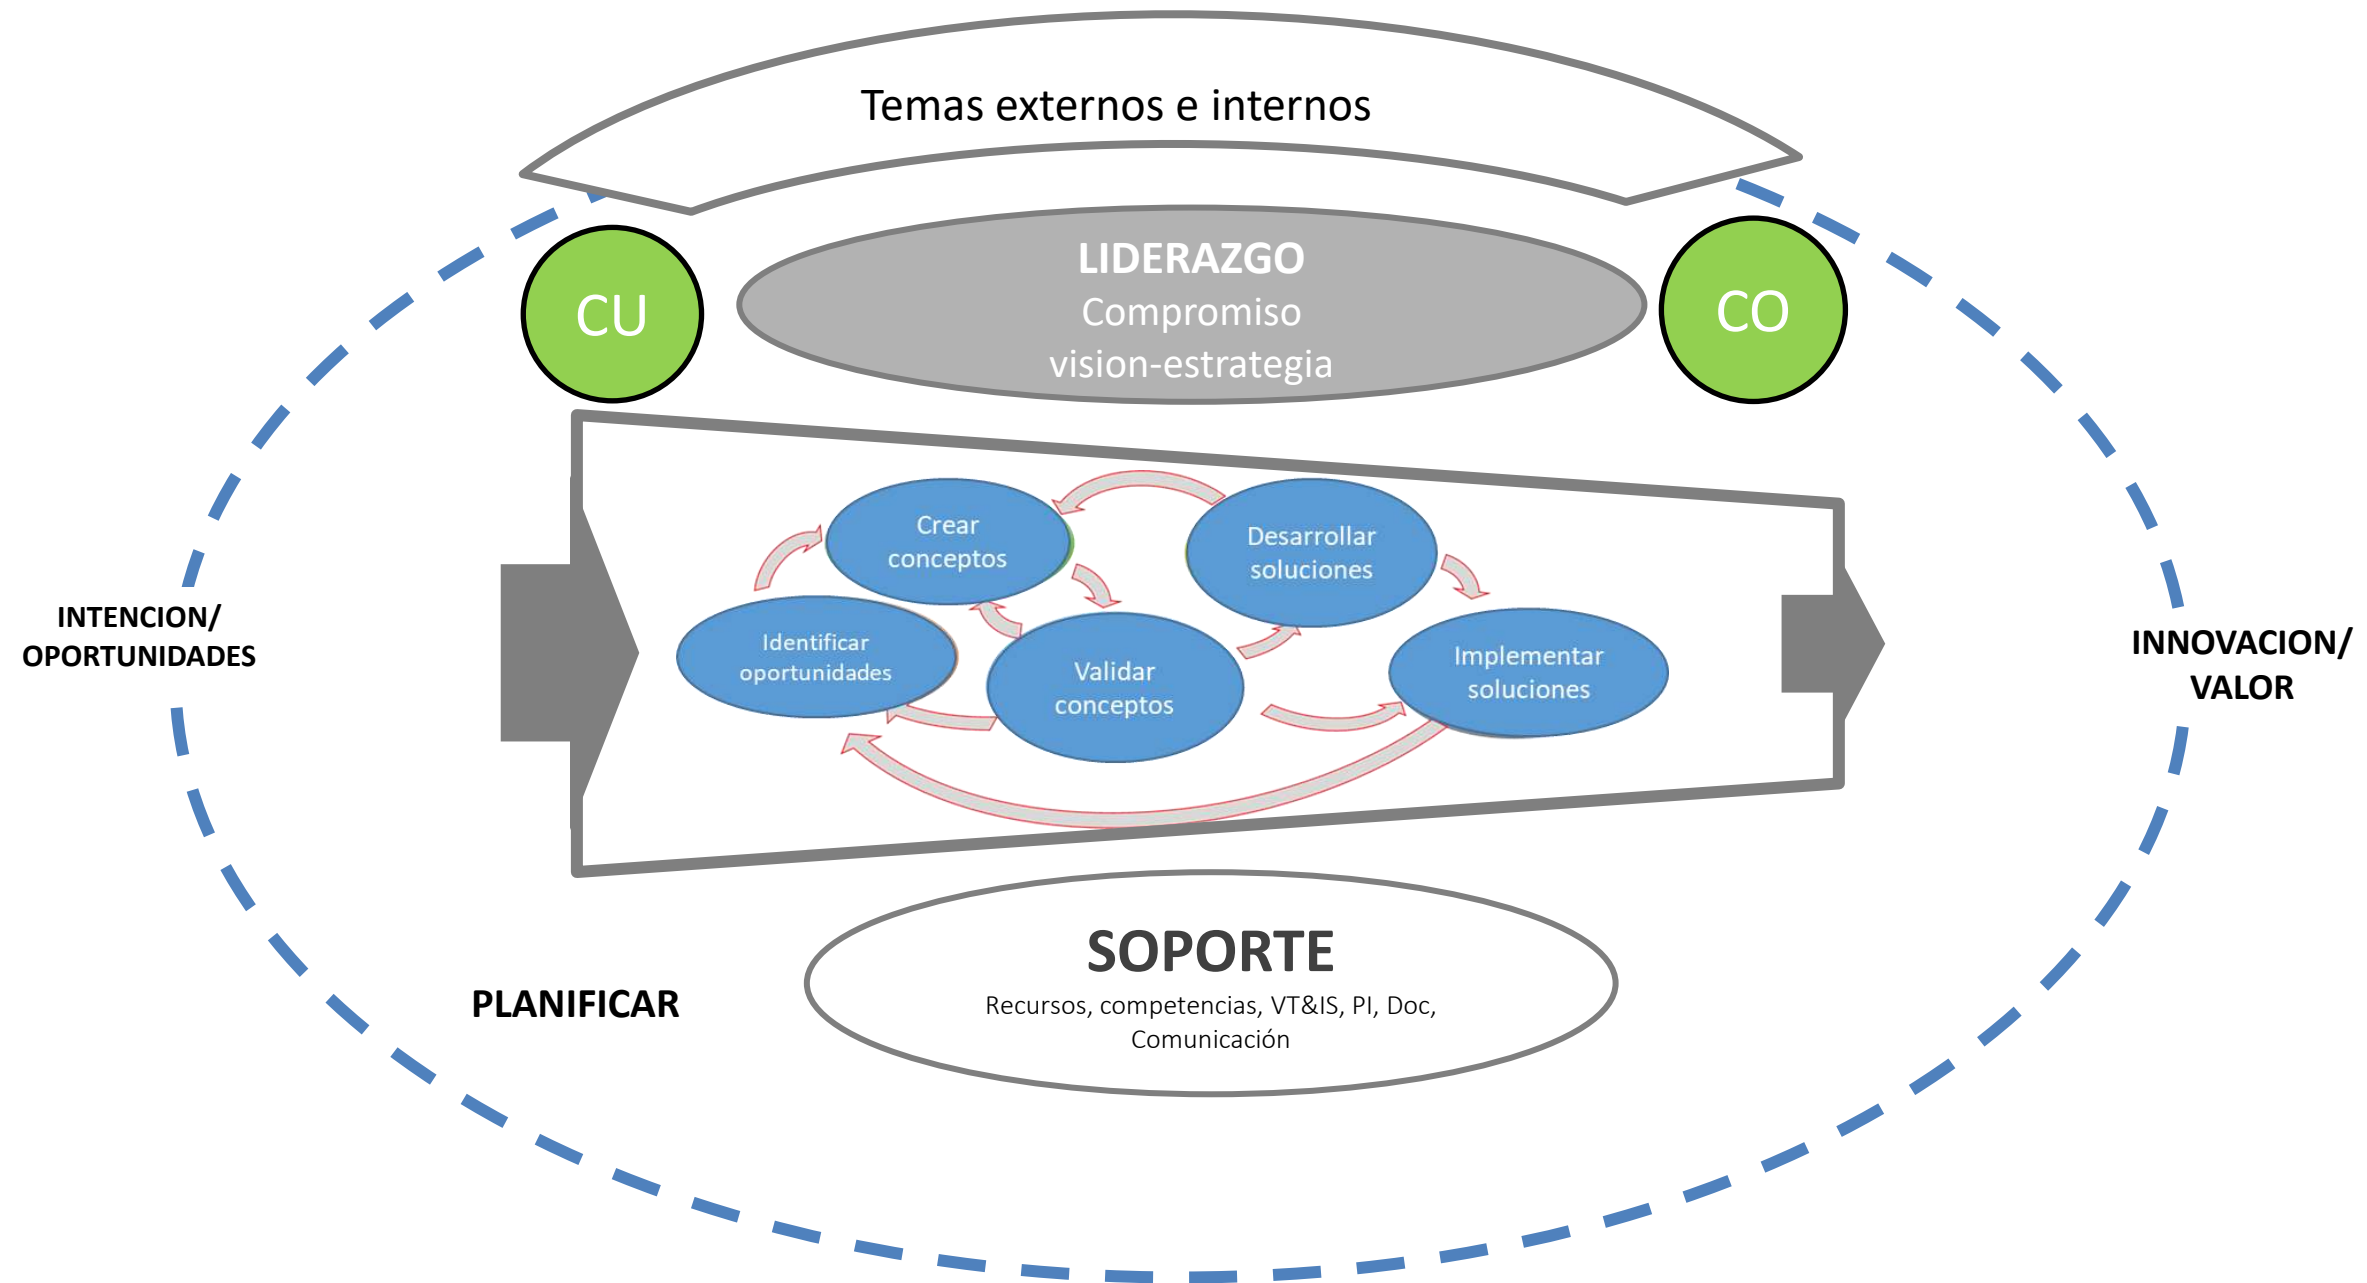 Temas externos e internos
CU
LIDERAZGO
Compromiso
vision-estrategia
CO
Crear
conceptos
Desarrollar
soluciones
Identificar
oportunidades
Validar
conceptos
Implementar
soluciones
INTENCION/
OPORTUNIDADES
INNOVACION/
VALOR
PLANIFICAR
SOPORTE
Recursos, competencias, VT&IS, PI, Doc,
Comunicación